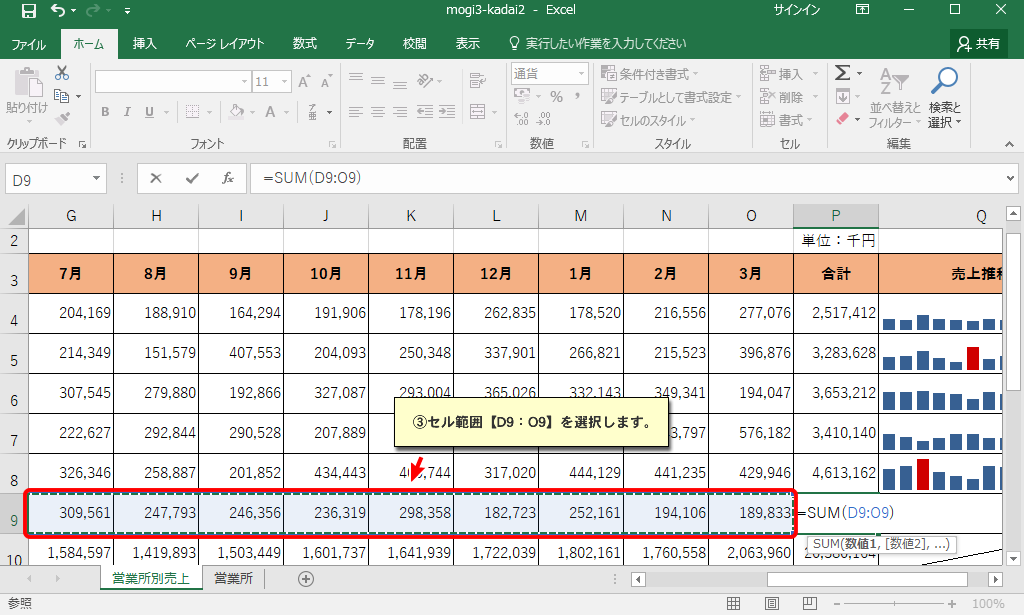 mogi3-kadai2 - Excel
サインイン
ファイル ホーム 挿入 ページ レイアウト 数式 データ 校閲 表示 実行したい作業を入力してください 共有
貼り付け
クリップボード
11
B I U
フォント
配置
通貨
% ,
数値
条件付き書式
テーブルとして書式設定
セルのスタイル
スタイル
挿入
削除
書式
セル
並べ替えと
フィルター
検索と
選択
編集
D9 =SUM(D9:O9)
G H I J K L M N O P Q
2 単位：千円
3 7月 8月 9月 10月 11月 12月 1月 2月 3月 合計 売上推移
4 204,169 188,910 164,294 191,906 178,196 262,835 178,520 216,556 277,076 2,517,412
5 214,349 151,579 407,553 204,093 250,348 337,901 266,821 215,523 396,876 3,283,628
6 307,545 279,880 192,866 327,087 293,004 365,026 332,143 349,341 194,047 3,653,212
③セル範囲【D9：O9】を選択します。
7 222,627 292,844 290,528 207,889 3,797 576,182 3,410,140
8 326,346 258,887 201,852 434,443 744 317,020 444,129 441,235 429,946 4,613,162
9 309,561 247,793 246,356 236,319 298,358 182,723 252,161 194,106 189,833 =SUM(D9:O9)
SUM(数値1, [数値2], ...)
10 1,584,597 1,419,893 1,503,449 1,601,737 1,641,939 1,722,039 1,802,161 1,760,558 2,063,960
営業所別売上 営業所
参照 100%